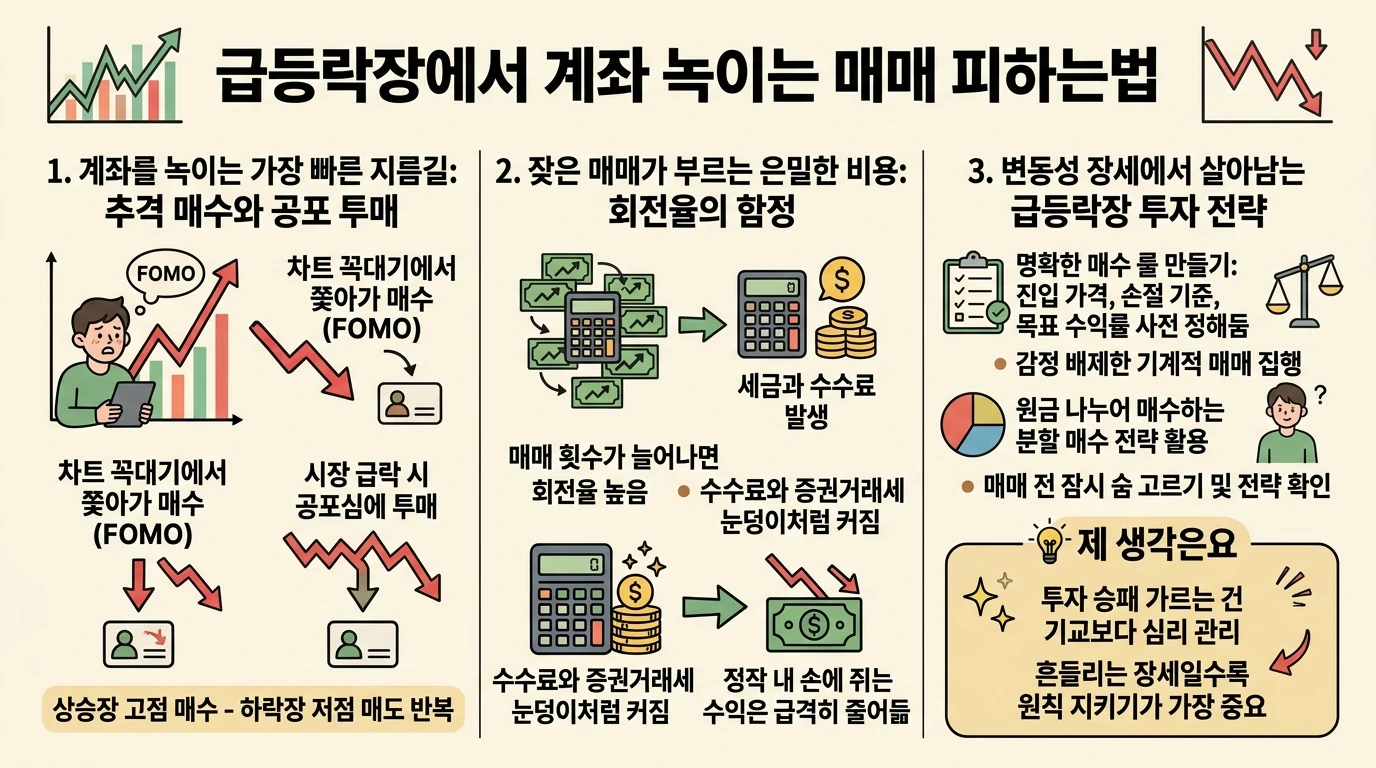 급등락장에서 계좌 녹이는 매매 피하는법
1. 계좌를 녹이는 가장 빠른 지름길:
추격 매수와 공포 투매
FOMO
차트 꼭대기에서
쫓아가 매수
(FOMO)
차트 꼭대기에서
쫓아가 매수
(FOMO)
시장 급락 시
공포심에 투매
상승장 고점 매수 - 하락장 저점 매도 반복
2. 잦은 매매가 부르는 은밀한 비용:
회전율의 함정
0
$
$
세금과 수수료
발생
매매 횟수가 늘어나면
회전율 높음
• 수수료와 증권거래세
눈덩이처럼 커짐
0
$
$
수수료와 증권거래세
눈덩이처럼 커짐
정작 내 손에 쥐는
수익은 급격히 줄어듦
3. 변동성 장세에서 살아남는
급등락장 투자 전략
명확한 매수 룰 만들기:
진입 가격, 손절 기준,
목표 수익률 사전 정해둠
• 감정 배제한 기계적 매매 집행
원금 나누어 매수하는
분할 매수 전략 활용
?
• 매매 전 잠시 숨 고르기 및 전략 확인
제 생각은요
투자 승패 가르는 건
기교보다 심리 관리
흔들리는 장세일수록
원칙 지키기가 가장 중요